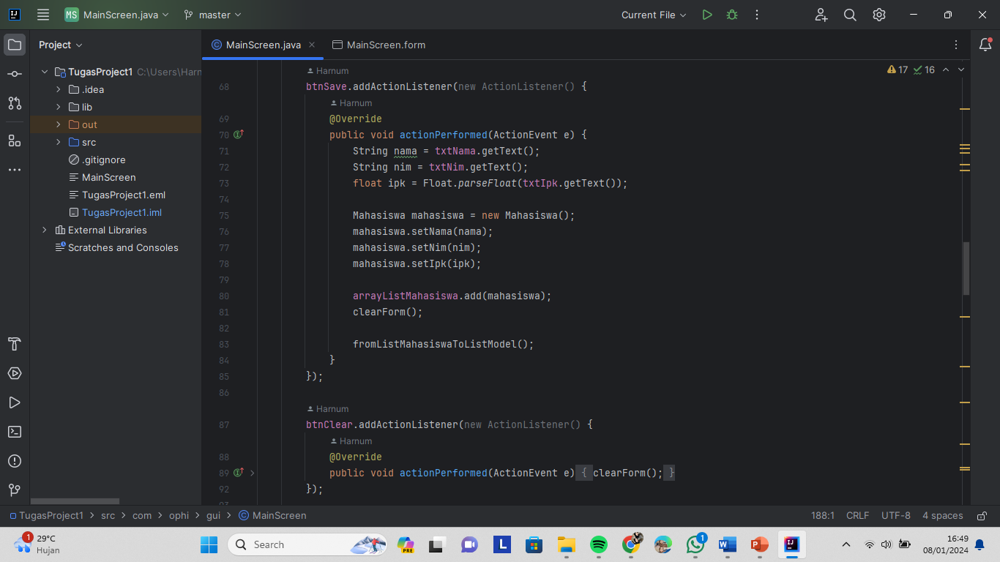 MS MainScreen.java master Current File
Project
MainScreen.java MainScreen.form
TugasProject1 C:\Users\Harn
.idea
lib
out
src
.gitignore
MainScreen
TugasProject1.eml
TugasProject1.iml
External Libraries
Scratches and Consoles
17 16
Harnum
68 btnSave.addActionListener(new ActionListener() {
Harnum
69 @Override
70 public void actionPerformed(ActionEvent e) {
71 String nama = txtNama.getText();
72 String nim = txtNim.getText();
73 float ipk = Float.parseFloat(txtIpk.getText());
74
75 Mahasiswa mahasiswa = new Mahasiswa();
76 mahasiswa.setNama(nama);
77 mahasiswa.setNim(nim);
78 mahasiswa.setIpk(ipk);
79
80 arrayListMahasiswa.add(mahasiswa);
81 clearForm();
82
83 fromListMahasiswaToListModel();
84 }
85 });
86
Harnum
87 btnClear.addActionListener(new ActionListener() {
Harnum
88 @Override
89 public void actionPerformed(ActionEvent e) { clearForm(); }
92 });
93
TugasProject1 > src > com > ophi > gui > MainScreen 188:1 CRLF UTF-8 4 spaces
1 29°C
Hujan
Search
PRE
L
1
W
P
IJ
16:49
08/01/2024